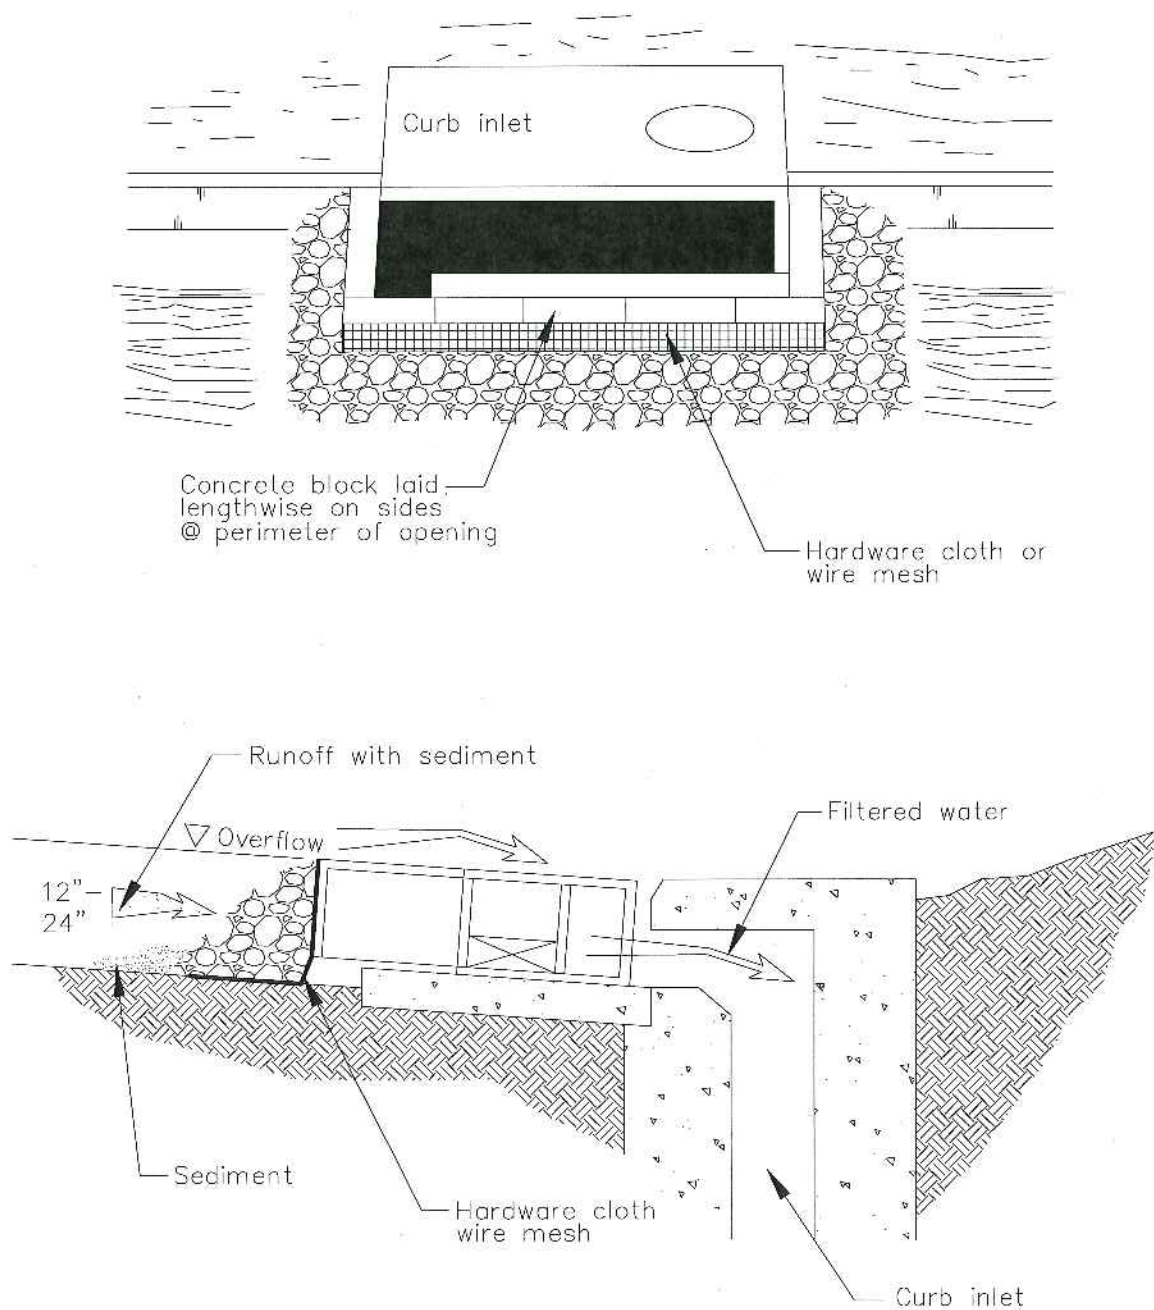 Curb inlet
Concrete block laid
lengthwise on sides
@ perimeter of opening
Hardware cloth or
wire mesh
Runoff with sediment
Filtered water
Overflow
12"
24"
Sediment
Hardware cloth
wire mesh
Curb inlet